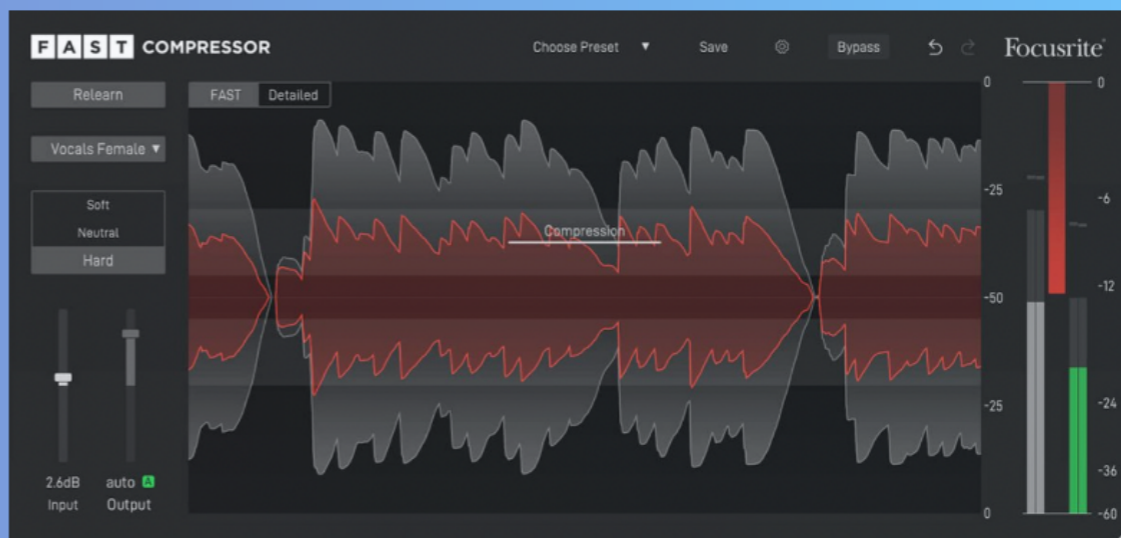 FAST COMPRESSOR
Choose Preset ▼
Save
Bypass
Focusrite®
Relearn
FAST
Detailed
Vocals Female ▼
Soft
Neutral
Hard
Compression
2.6dB
Input
auto A
Output
0
-25
-50
-25
0
0
-6
-12
-24
-36
-60